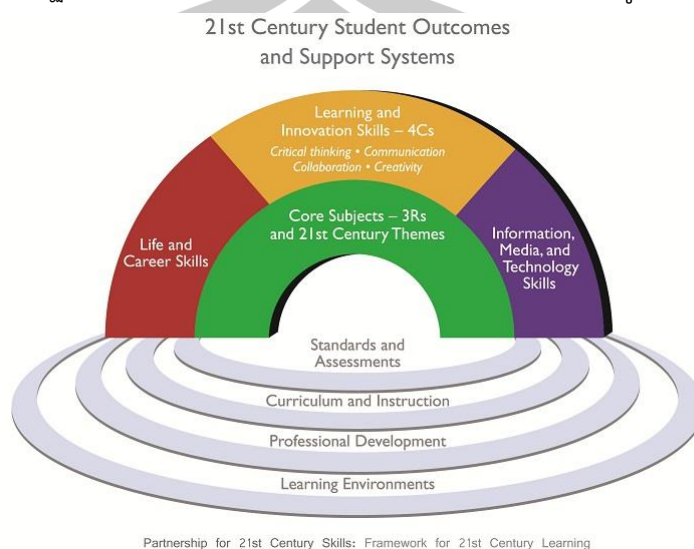 21st Century Student Outcomes
and Support Systems
Learning and
Innovation Skills – 4Cs
Critical thinking • Communication
Collaboration • Creativity
Core Subjects – 3Rs
and 21st Century Themes
Life and
Career Skills
Information,
Media, and
Technology
Skills
Standards and
Assessments
Curriculum and Instruction
Professional Development
Learning Environments
Partnership for 21st Century Skills: Framework for 21st Century Learning